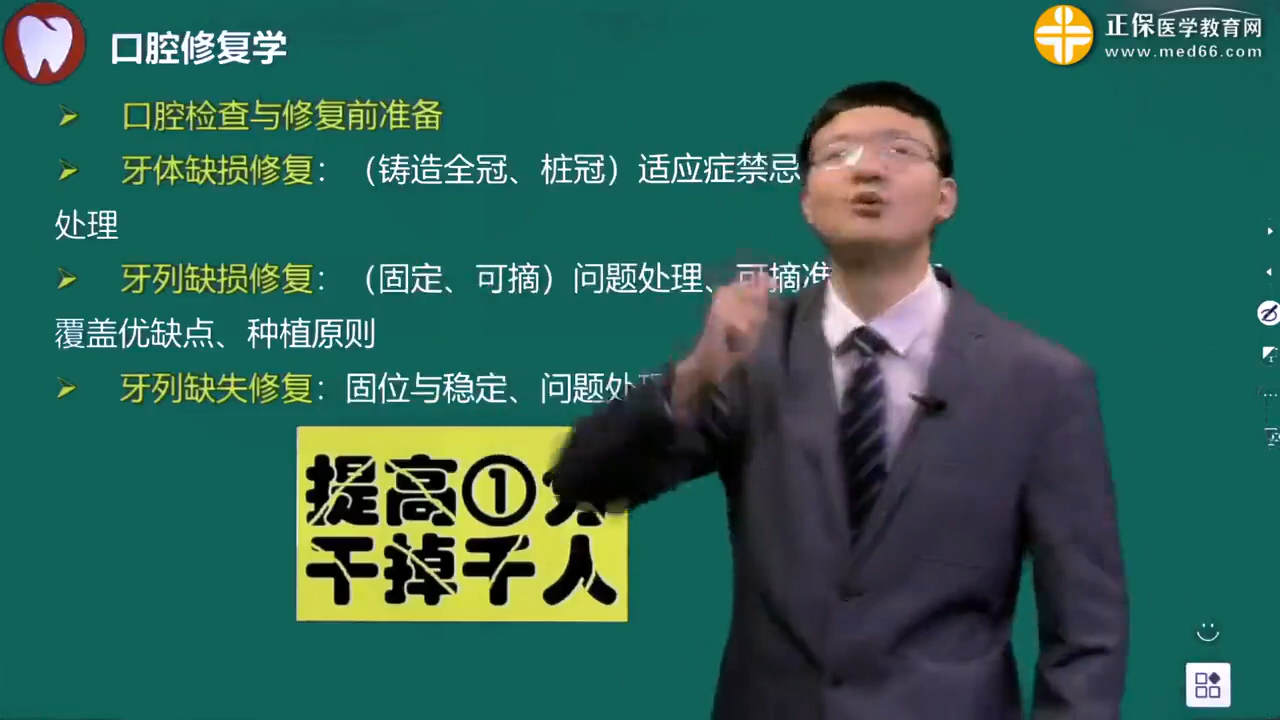 口腔修复学
正保医学教育网
www.med66.com
口腔检查与修复前准备
牙体缺损修复：（铸造全冠、桩冠）适应症禁忌
处理
牙列缺损修复：（固定、可摘）问题处理、可摘准
覆盖优缺点、种植原则
牙列缺失修复：固位与稳定、问题处
提高①分
干掉千人